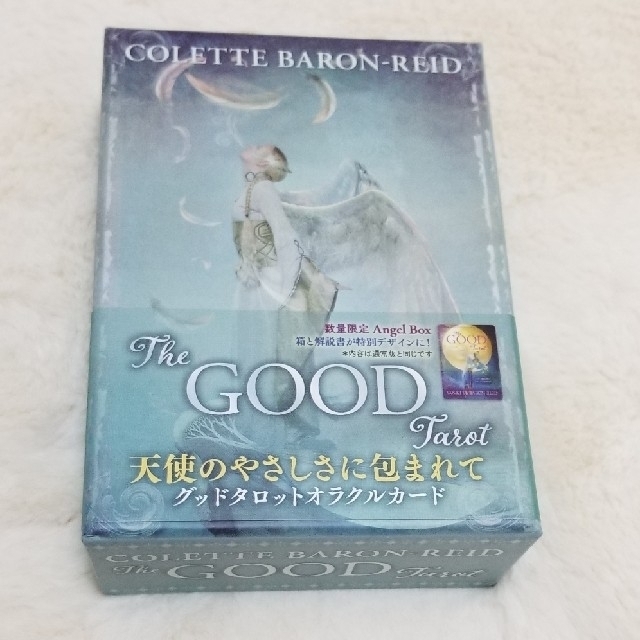 COLETTE BARON-REID
数量限定 Angel Box
箱と解説書が特別デザインに!
*内容は通常版と同じです
GOOD
The
GOOD
Tarot
天使のやさしさに包まれて
グッドタロットオラクルカード
COLETTE BARON-REID
The GOOD Tarot